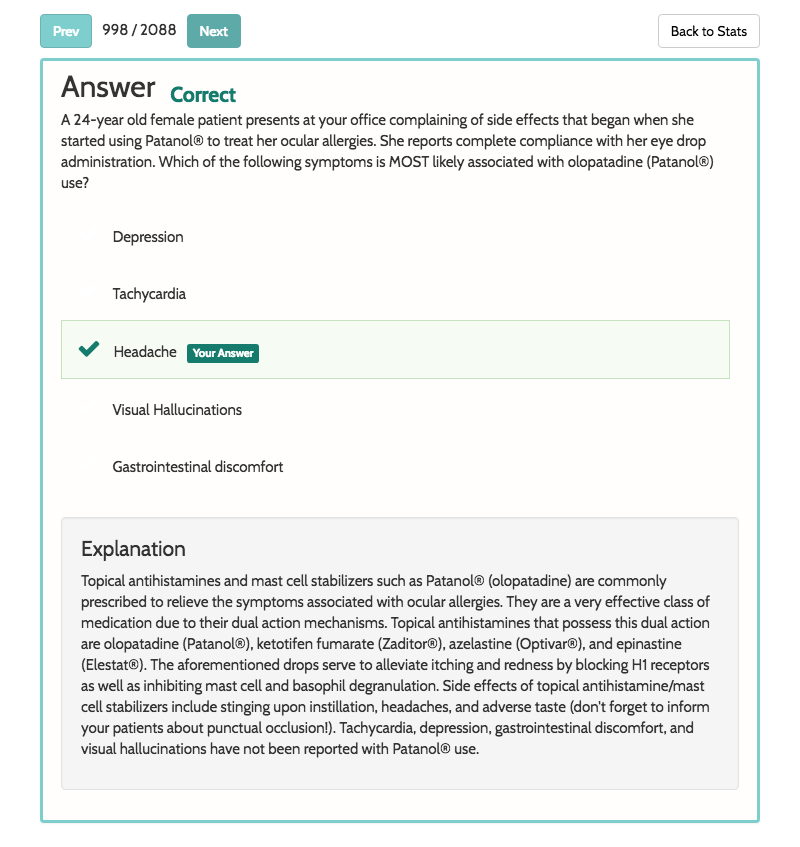 Prev 998 / 2088 Next Back to Stats
Answer Correct
A 24-year old female patient presents at your office complaining of side effects that began when she
started using Patanol® to treat her ocular allergies. She reports complete compliance with her eye drop
administration. Which of the following symptoms is MOST likely associated with olopatadine (Patanol®)
use?
Depression
Tachycardia
Headache Your Answer
Visual Hallucinations
Gastrointestinal discomfort
Explanation
Topical antihistamines and mast cell stabilizers such as Patanol® (olopatadine) are commonly
prescribed to relieve the symptoms associated with ocular allergies. They are a very effective class of
medication due to their dual action mechanisms. Topical antihistamines that possess this dual action
are olopatadine (Patanol®), ketotifen fumarate (Zaditor®), azelastine (Optivar®), and epinastine
(Elestat®). The aforementioned drops serve to alleviate itching and redness by blocking H1 receptors
as well as inhibiting mast cell and basophil degranulation. Side effects of topical antihistamine/mast
cell stabilizers include stinging upon instillation, headaches, and adverse taste (don't forget to inform
your patients about punctual occlusion!). Tachycardia, depression, gastrointestinal discomfort, and
visual hallucinations have not been reported with Patanol® use.